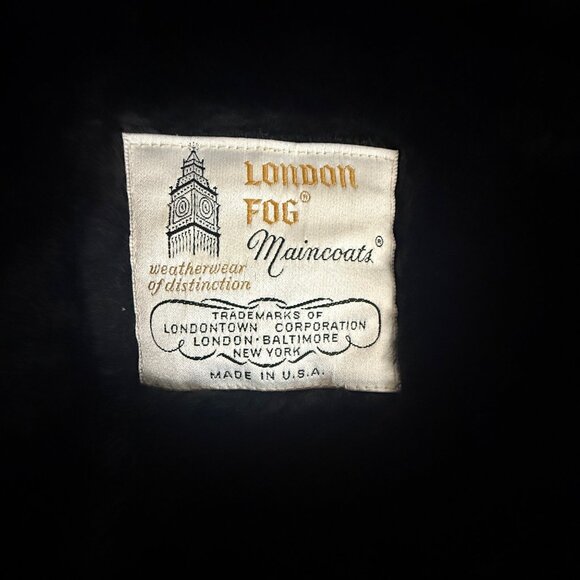 LONDON
FOG®
Maincoats®
weatherwear
of distinction
TRADEMARKS OF
LONDONTOWN CORPORATION
LONDON · BALTIMORE
NEW YORK
MADE IN U.S.A.